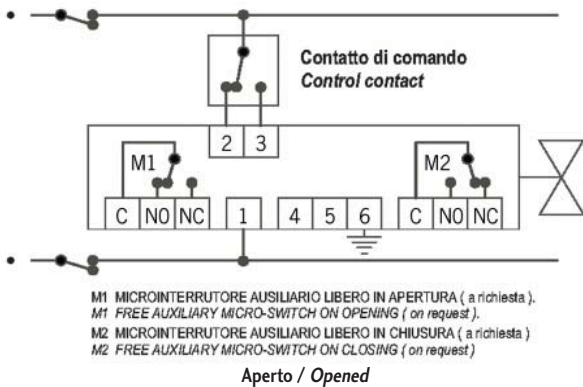 Contatto di comando
Control contact
2 3
M1 M2
C NO NC 1 4 5 6 C NO NC
M1 MICROINTERRUTORE AUSILIARIO LIBERO IN APERTURA ( a richiesta ).
M1 FREE AUXILIARY MICRO-SWITCH ON OPENING ( on request ).
M2 MICROINTERRUTORE AUSILIARIO LIBERO IN CHIUSURA ( a richiesta )
M2 FREE AUXILIARY MICRO-SWITCH ON CLOSING ( on request )
Aperto / Opened